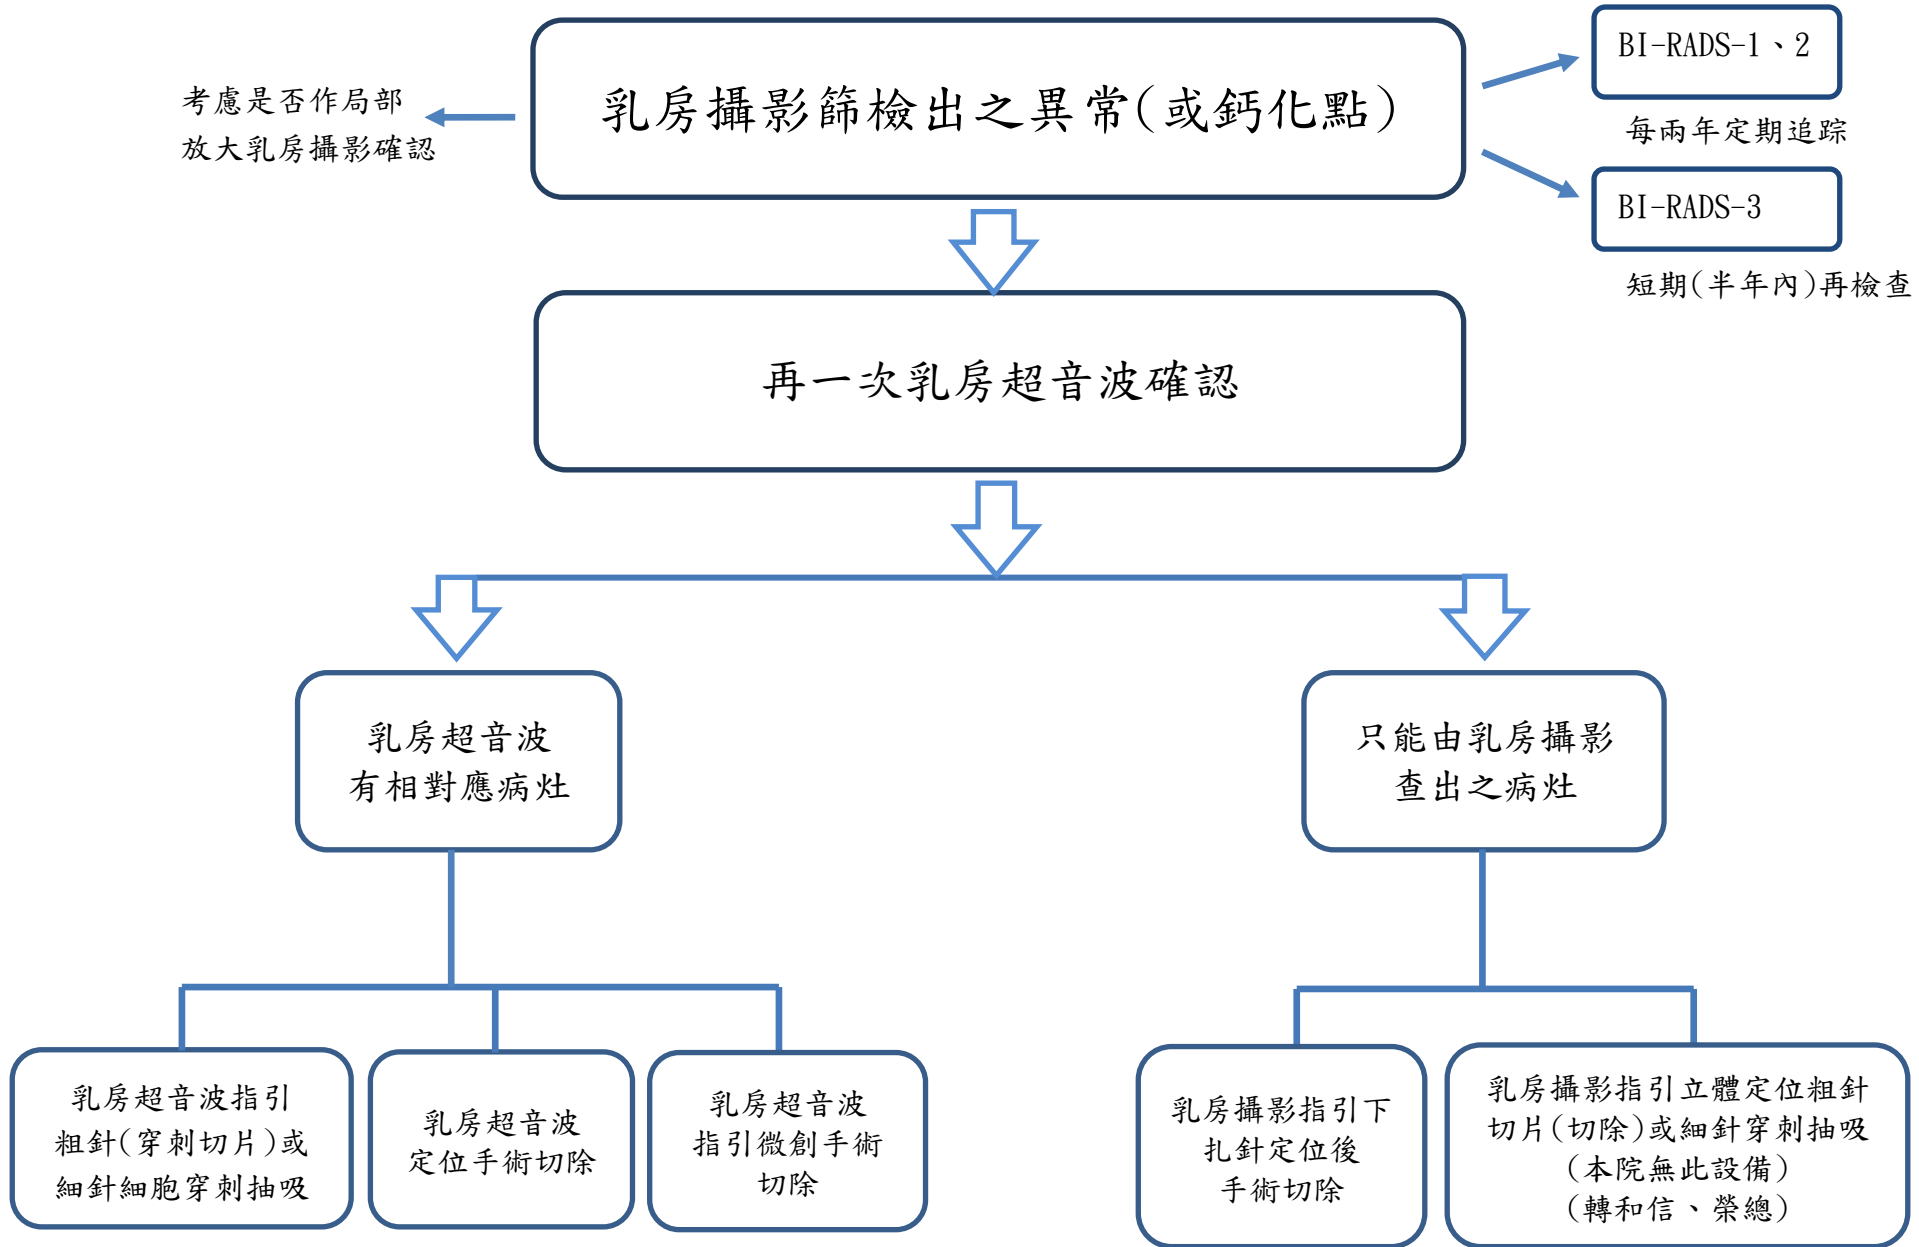 考慮是否作局部
放大乳房攝影確認
乳房攝影篩檢出之異常(或鈣化點)
BI-RADS-1、2
每兩年定期追踪
BI-RADS-3
短期(半年內)再檢查
再一次乳房超音波確認
乳房超音波
有相對應病灶
只能由乳房攝影
查出之病灶
乳房超音波指引
粗針(穿刺切片)或
細針細胞穿刺抽吸
乳房超音波
定位手術切除
乳房超音波
指引微創手術
切除
乳房攝影指引下
扎針定位後
手術切除
乳房攝影指引立體定位粗針
切片(切除)或細針穿刺抽吸
(本院無此設備)
(轉和信、榮總)